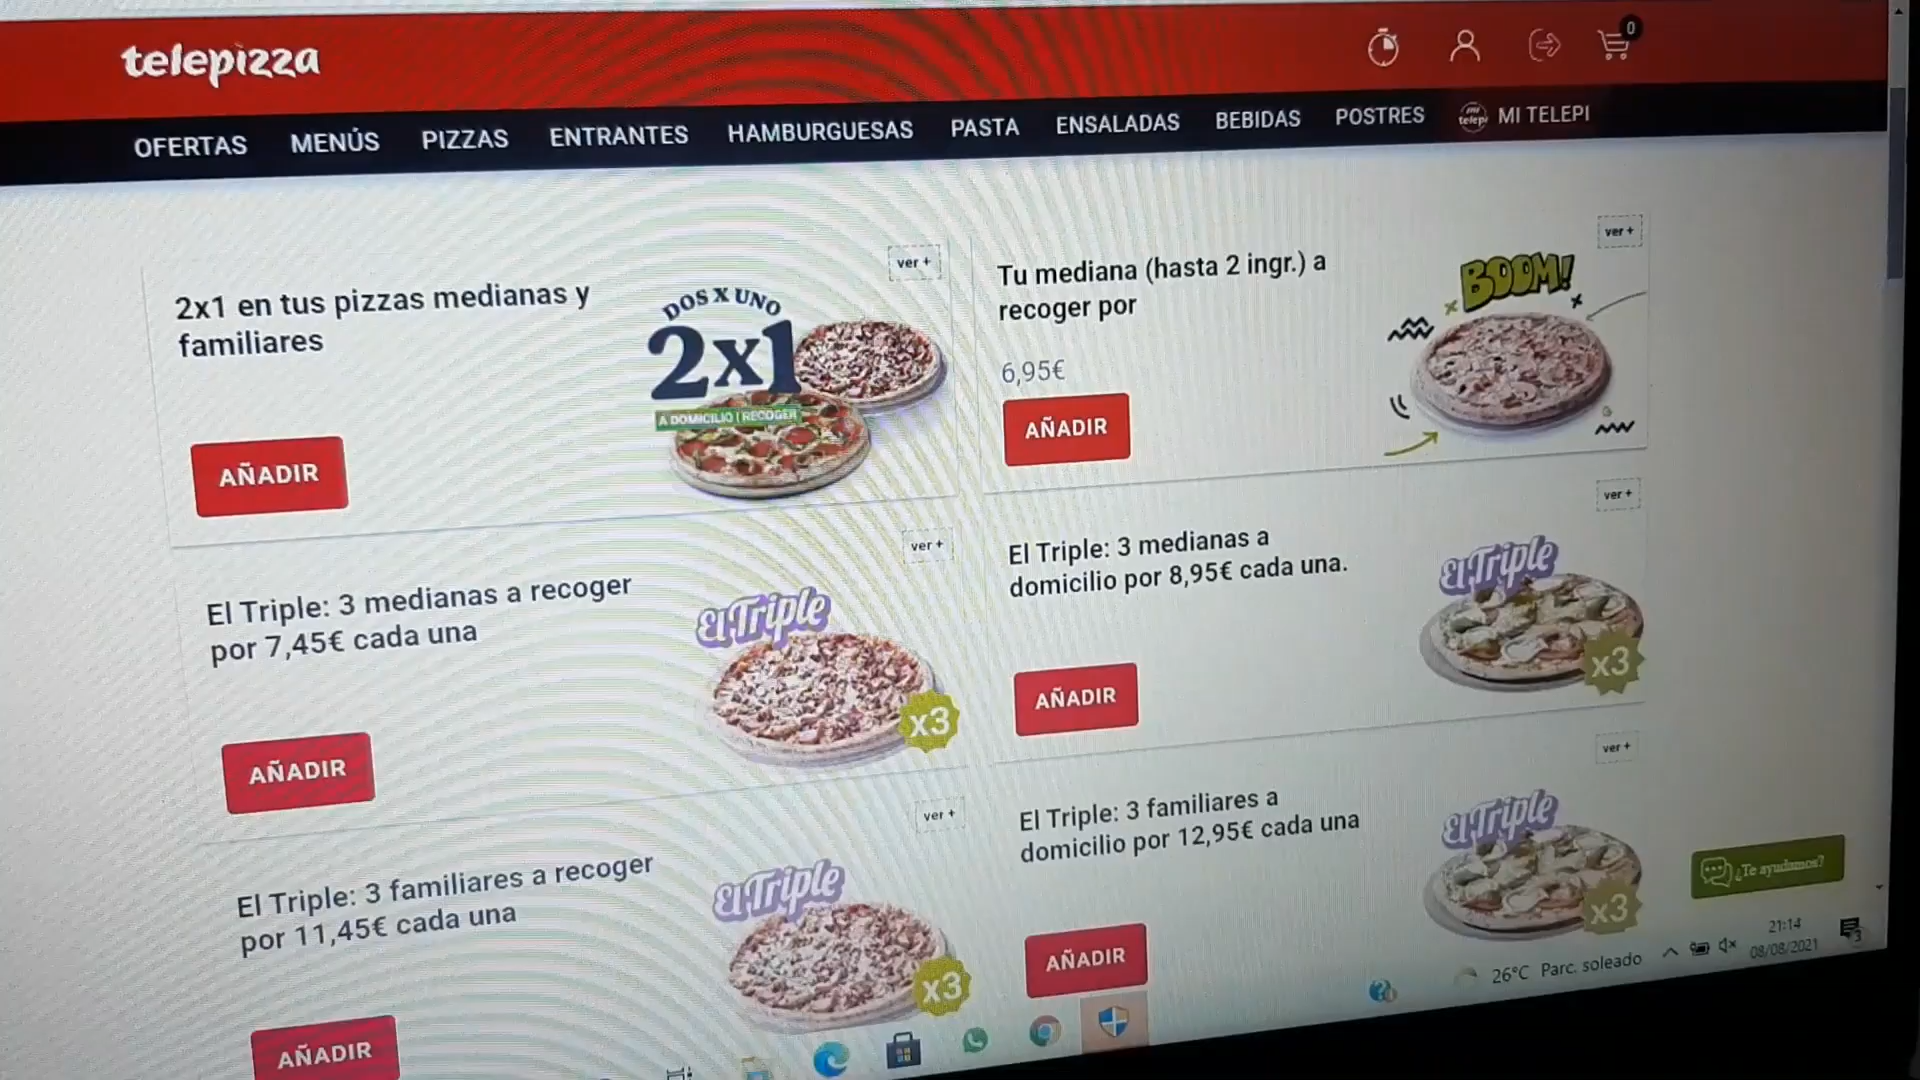 telepizza
0
OFERTAS MENÚS PIZZAS ENTRANTES HAMBURGUESAS PASTA ENSALADAS BEBIDAS POSTRES mi telepi MI TELEPI
2x1 en tus pizzas medianas y
familiares
AÑADIR
ver +
DOS X UNO
2x1
A DOMICILIO | RECOGER
Tu mediana (hasta 2 ingr.) a
recoger por
6,95€
AÑADIR
ver +
BOOM!
El Triple: 3 medianas a recoger
por 7,45€ cada una
AÑADIR
ver +
El Triple
x3
El Triple: 3 medianas a
domicilio por 8,95€ cada una.
AÑADIR
ver +
El Triple
x3
El Triple: 3 familiares a recoger
por 11,45€ cada una
AÑADIR
ver +
El Triple
x3
El Triple: 3 familiares a
domicilio por 12,95€ cada una
AÑADIR
ver +
El Triple
x3
¿Te ayudamos?
26°C Parc. soleado
21:14
08/08/2021
3